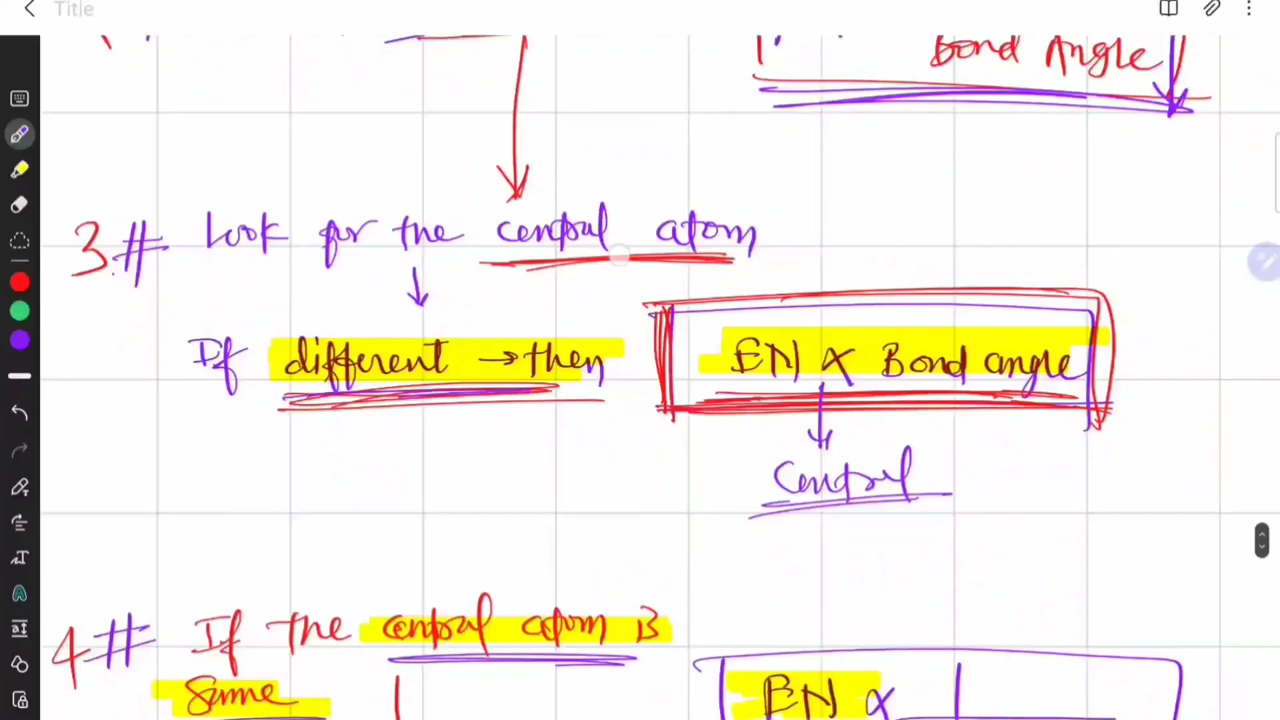 Title
Bond Angle
3 # Look for the central atom
If different → then EN ∝ Bond angle
Central
4 # If the central atom is
Same
EN ∝